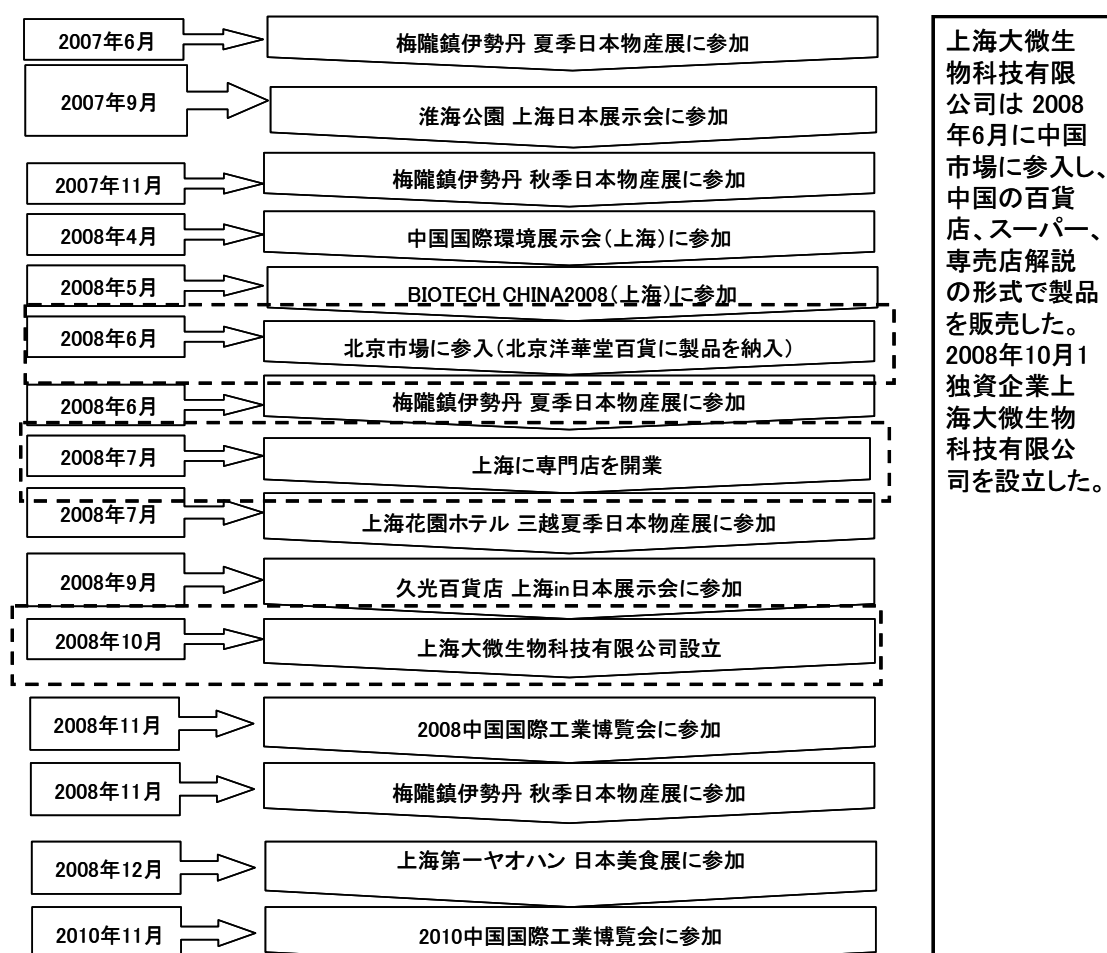 2007年6月
梅隴鎮伊勢丹 夏季日本物産展に参加
2007年9月
淮海公園 上海日本展示会に参加
2007年11月
梅隴鎮伊勢丹 秋季日本物産展に参加
2008年4月
中国国際環境展示会(上海)に参加
2008年5月
BIOTECH CHINA2008(上海)に参加
2008年6月
北京市場に参入(北京洋華堂百貨に製品を納入)
2008年6月
梅隴鎮伊勢丹 夏季日本物産展に参加
2008年7月
上海に専門店を開業
2008年7月
上海花園ホテル 三越夏季日本物産展に参加
2008年9月
久光百貨店 上海in日本展示会に参加
2008年10月
上海大微生物科技有限公司設立
2008年11月
2008中国国際工業博覧会に参加
2008年11月
梅隴鎮伊勢丹 秋季日本物産展に参加
2008年12月
上海第一ヤオハン 日本美食展に参加
2010年11月
2010中国国際工業博覧会に参加
上海大微生
物科技有限
公司は 2008
年6月に中国
市場に参入し、
中国の百貨
店、スーパー、
専売店解説
の形式で製品
を販売した。
2008年10月1
独資企業上
海大微生物
科技有限公
司を設立した。